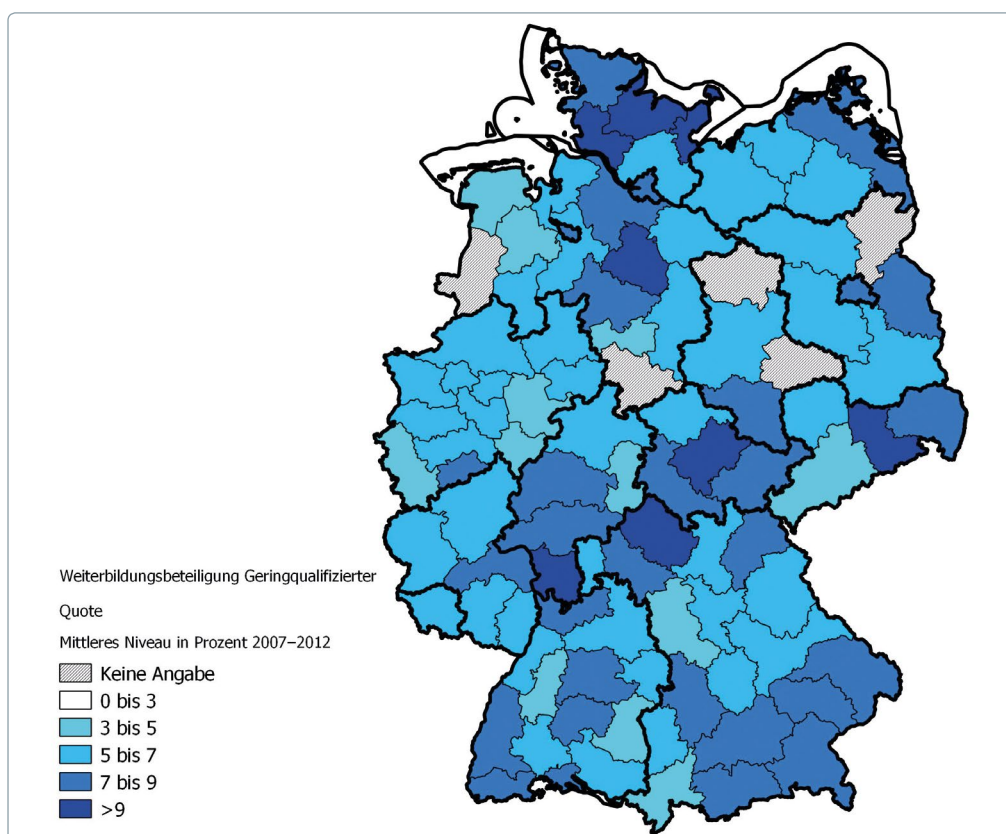 Weiterbildungsbeteiligung Geringqualifizierter
Quote
Mittleres Niveau in Prozent 2007–2012
Keine Angabe
0 bis 3
3 bis 5
5 bis 7
7 bis 9
>9